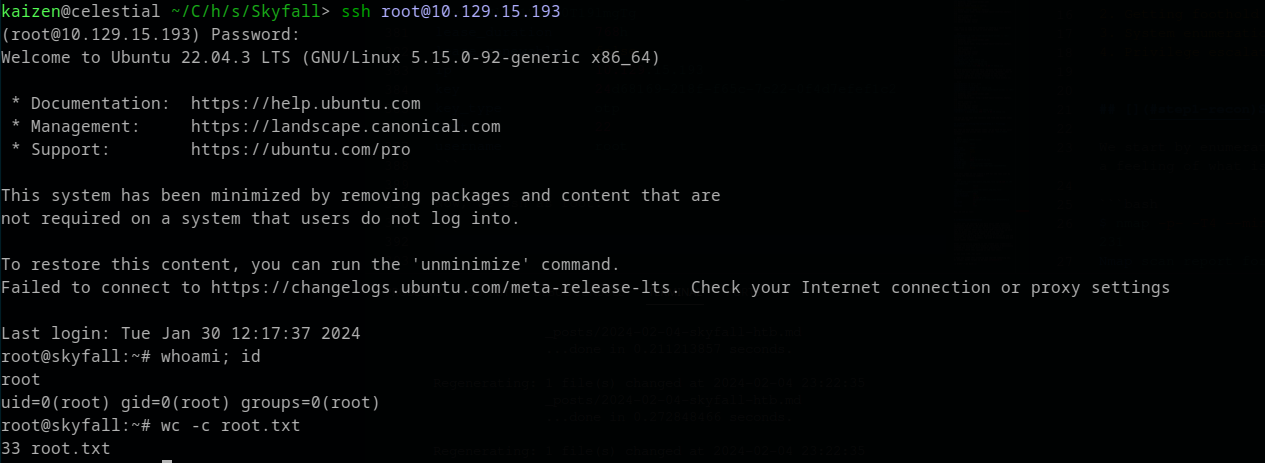 kaizen@celestial ~/C/h/s/Skyfall> ssh root@10.129.15.193
(root@10.129.15.193) Password:
Welcome to Ubuntu 22.04.3 LTS (GNU/Linux 5.15.0-92-generic x86_64)
* Documentation:  https://help.ubuntu.com
* Management:     https://landscape.canonical.com
* Support:        https://ubuntu.com/pro
This system has been minimized by removing packages and content that are
not required on a system that users do not log into.
To restore this content, you can run the 'unminimize' command.
Failed to connect to https://changelogs.ubuntu.com/meta-release-lts. Check your Internet connection or proxy settings
Last login: Tue Jan 30 12:17:37 2024
root@skyfall:~# whoami; id
root
uid=0(root) gid=0(root) groups=0(root)
root@skyfall:~# wc -c root.txt
33 root.txt